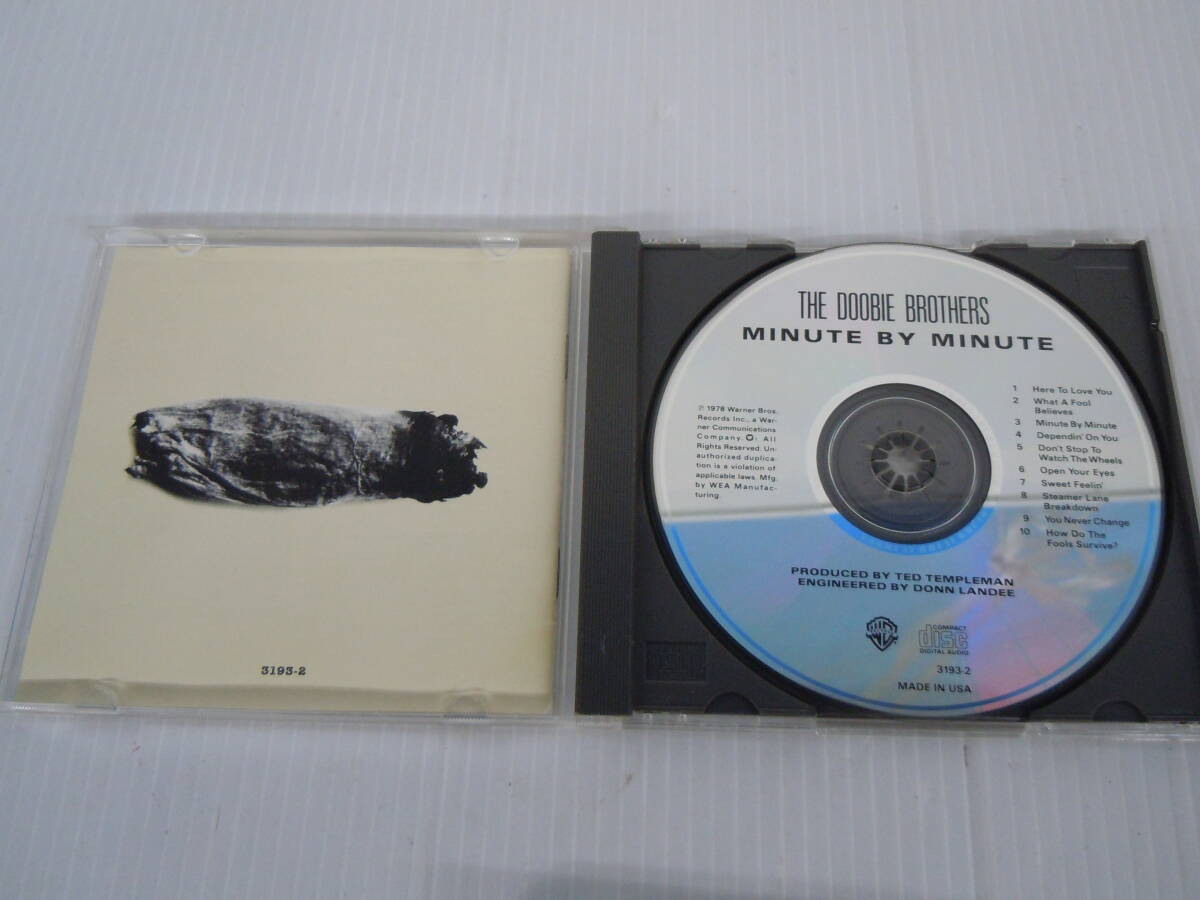 3193-2
THE DOOBIE BROTHERS
MINUTE BY MINUTE
℗ 1978 Warner Bros.
Records Inc., a War-
ner Communications
Company. All
Rights Reserved. Un-
authorized duplica-
tion is a violation of
applicable laws. Mfg.
by WEA Manufac-
turing.
1 Here To Love You
2 What A Fool
Believes
3 Minute By Minute
4 Dependin' On You
5 Don't Stop To
Watch The Wheels
6 Open Your Eyes
7 Sweet Feelin'
8 Steamer Lane
Breakdown
9 You Never Change
10 How Do The
Fools Survive?
PRODUCED BY TED TEMPLEMAN
ENGINEERED BY DONN LANDEE
COMPACT
disc
DIGITAL AUDIO
3193-2
MADE IN USA